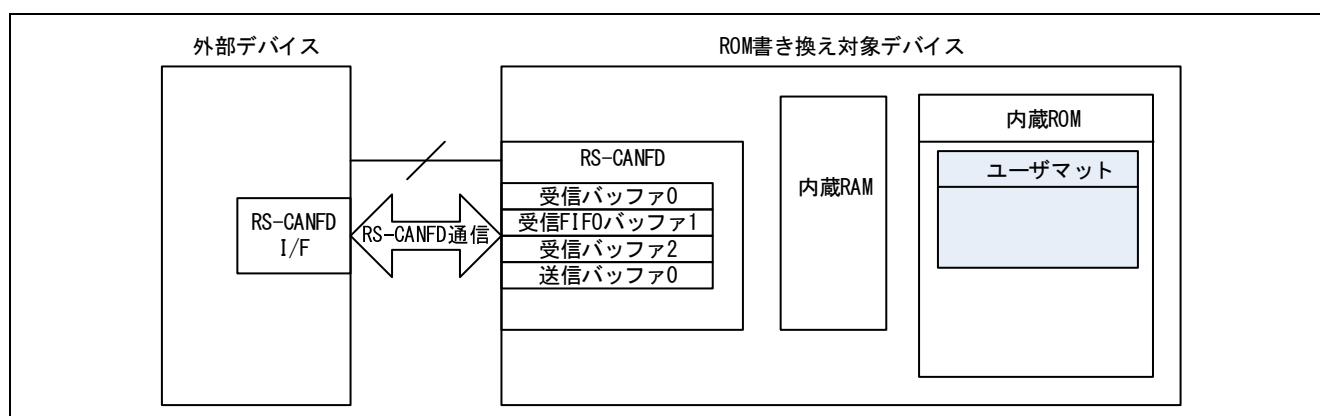 外部デバイス
ROM書き換え対象デバイス
RS-CANFD
I/F
RS-CANFD通信
RS-CANFD
受信バッファ0
受信FIFOバッファ1
受信バッファ2
送信バッファ0
内蔵RAM
内蔵ROM
ユーザマット